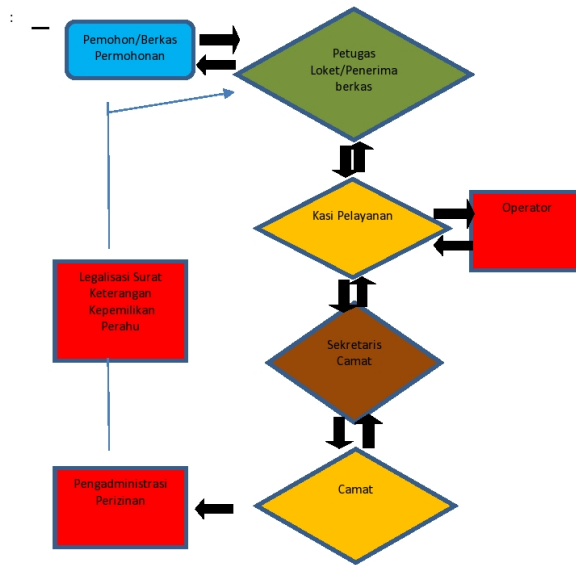 :
Pemohon/Berkas
Permohonan
Petugas
Loket/Penerima
berkas
Kasi Pelayanan
Operator
Legalisasi Surat
Keterangan
Kepemilikan
Perahu
Sekretaris
Camat
Pengadministrasi
Perizinan
Camat